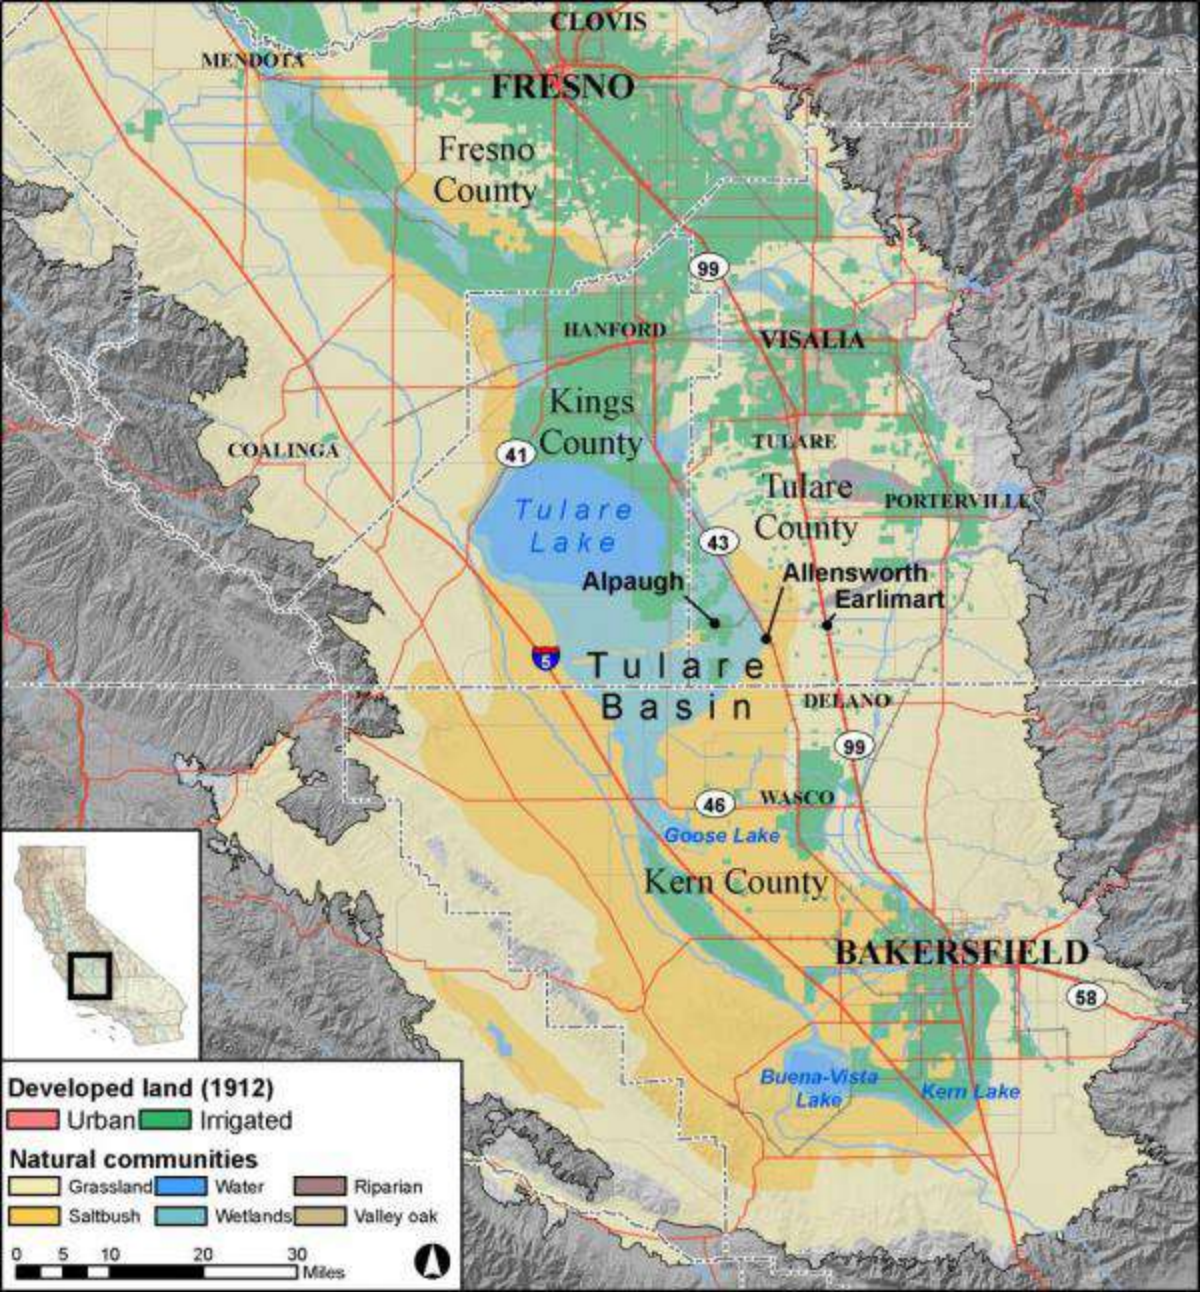 CLOVIS
MENDOTA
FRESNO
Fresno
County
99
HANFORD
VISALIA
Kings
County
41
COALINGA
TULARE
Tulare
County
PORTERVILLE
Tulare
Lake
43
Alpaugh
Allensworth
Earlimart
5
Tulare
Basin
DELANO
99
46
WASCO
Goose Lake
Kern County
BAKERSFIELD
58
Buena-Vista
Lake
Kern Lake
Developed land (1912)
Urban
Irrigated
Natural communities
Grassland
Water
Riparian
Saltbush
Wetlands
Valley oak
0 5 10 20 30
Miles